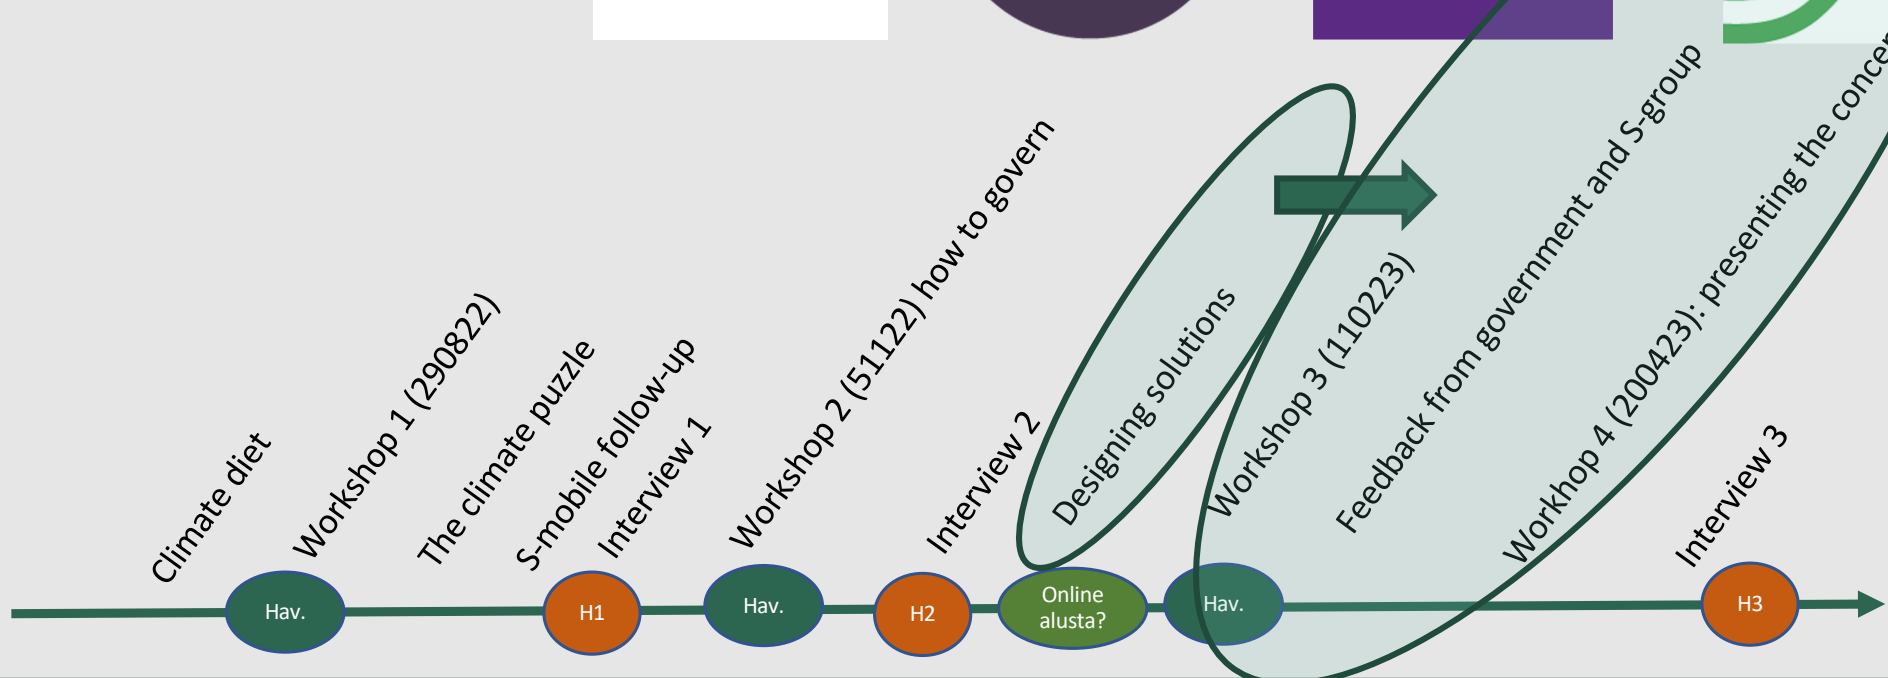 Climate diet
Workshop 1 (290822)
The climate puzzle
S-mobile follow-up
Interview 1
Workshop 2 (51122) how to govern
Interview 2
Designing solutions
Workshop 3 (110223)
Feedback from government and S-group
Workhop 4 (200423): presenting the
Interview 3
Hav.
H1
Hav.
H2
Online
alusta?
Hav.
H3